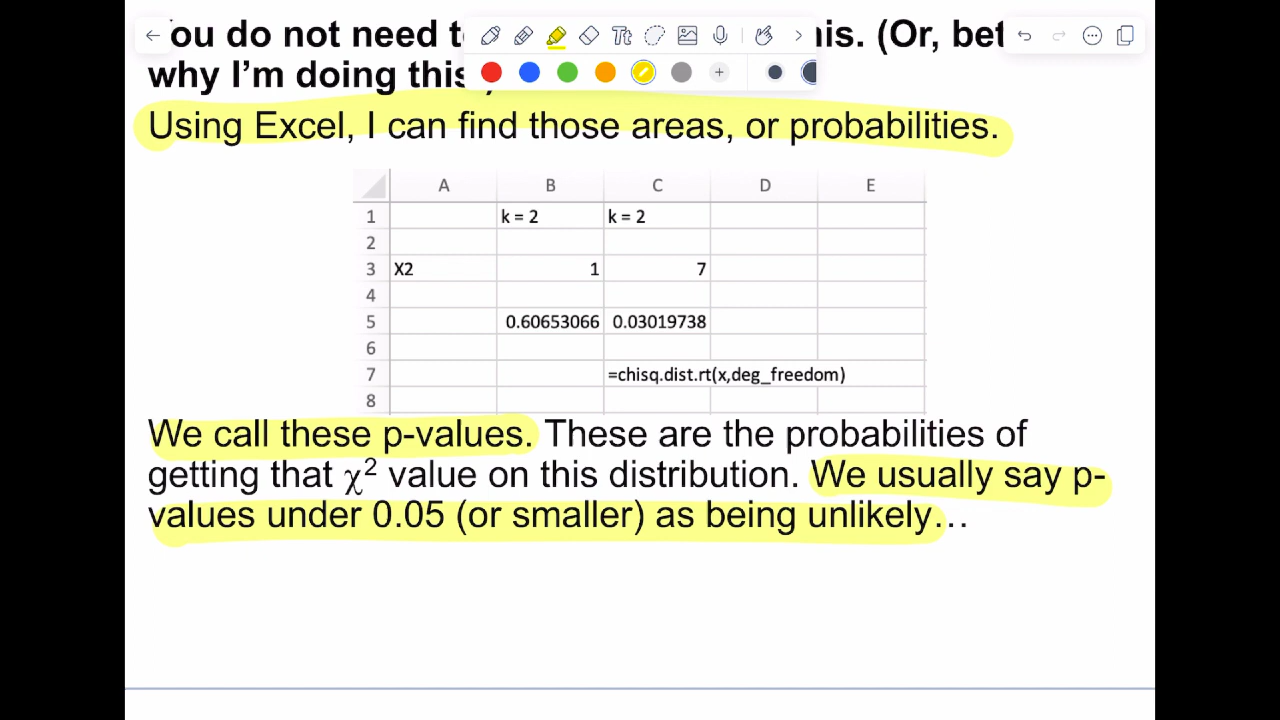 ou do not need t his. (Or, bet
why I'm doing this
Using Excel, I can find those areas, or probabilities.
A B C D E
1 k = 2 k = 2
2
3 X2 1 7
4
5 0.60653066 0.03019738
6
7 =chisq.dist.rt(x,deg_freedom)
8
We call these p-values. These are the probabilities of
getting that χ² value on this distribution. We usually say p-
values under 0.05 (or smaller) as being unlikely…